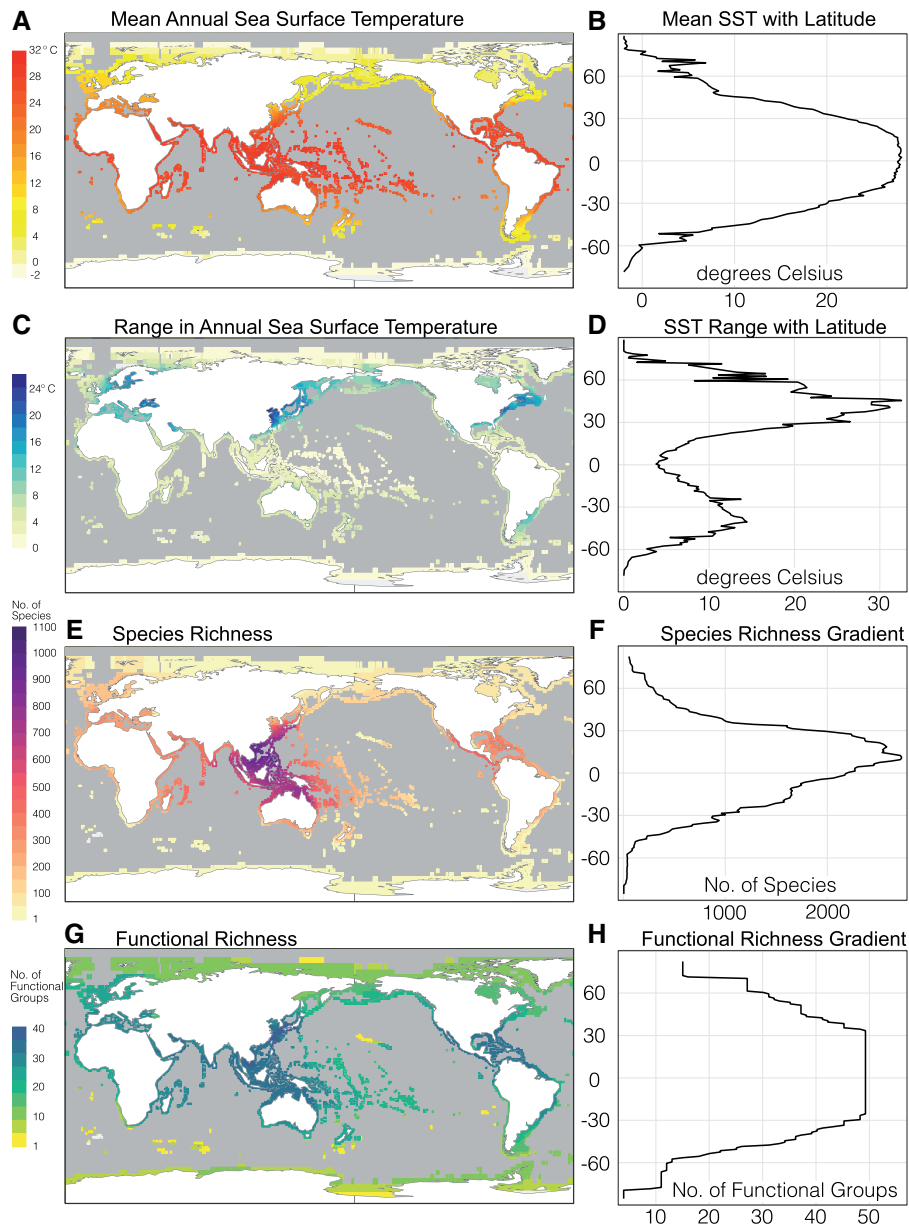 A
Mean Annual Sea Surface Temperature
32° C
28
24
20
16
12
8
4
0
-2
B
Mean SST with Latitude
60
30
0
-30
-60
degrees Celsius
0 10 20
C
Range in Annual Sea Surface Temperature
24° C
20
16
12
8
4
0
D
SST Range with Latitude
60
30
0
-30
-60
degrees Celsius
0 10 20 30
No. of
Species
1100
1000
900
800
700
600
500
400
300
200
100
1
E
Species Richness
F
Species Richness Gradient
60
30
0
-30
-60
No. of Species
1000 2000
G
Functional Richness
No. of
Functional
Groups
40
30
20
10
1
H
Functional Richness Gradient
60
30
0
-30
-60
No. of Functional Groups
10 20 30 40 50